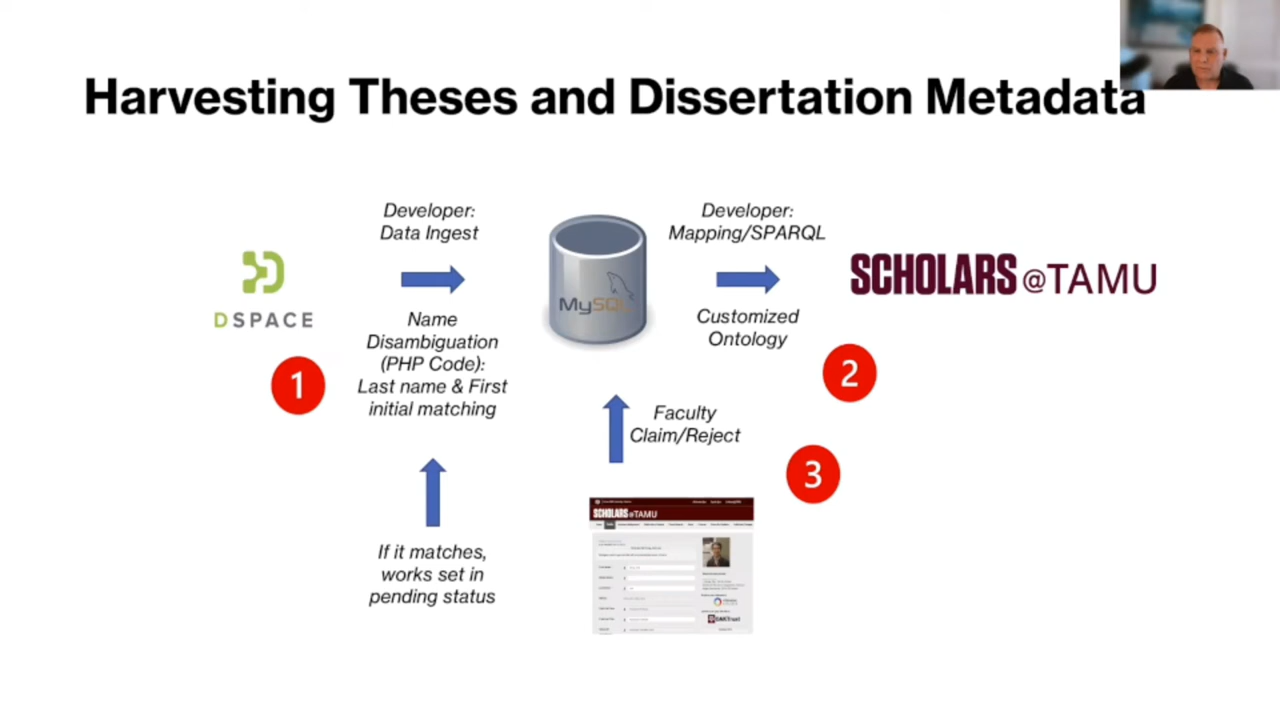 Harvesting Theses and Dissertation Metadata
Developer:
Data Ingest
Developer:
Mapping/SPARQL
DSPACE
MySQL
SCHOLARS @TAMU
Name
Disambiguation
(PHP Code):
Last name & First
initial matching
Customized
Ontology
1
2
Faculty
Claim/Reject
3
If it matches,
works set in
pending status
SCHOLARS @TAMU
OAKTrust